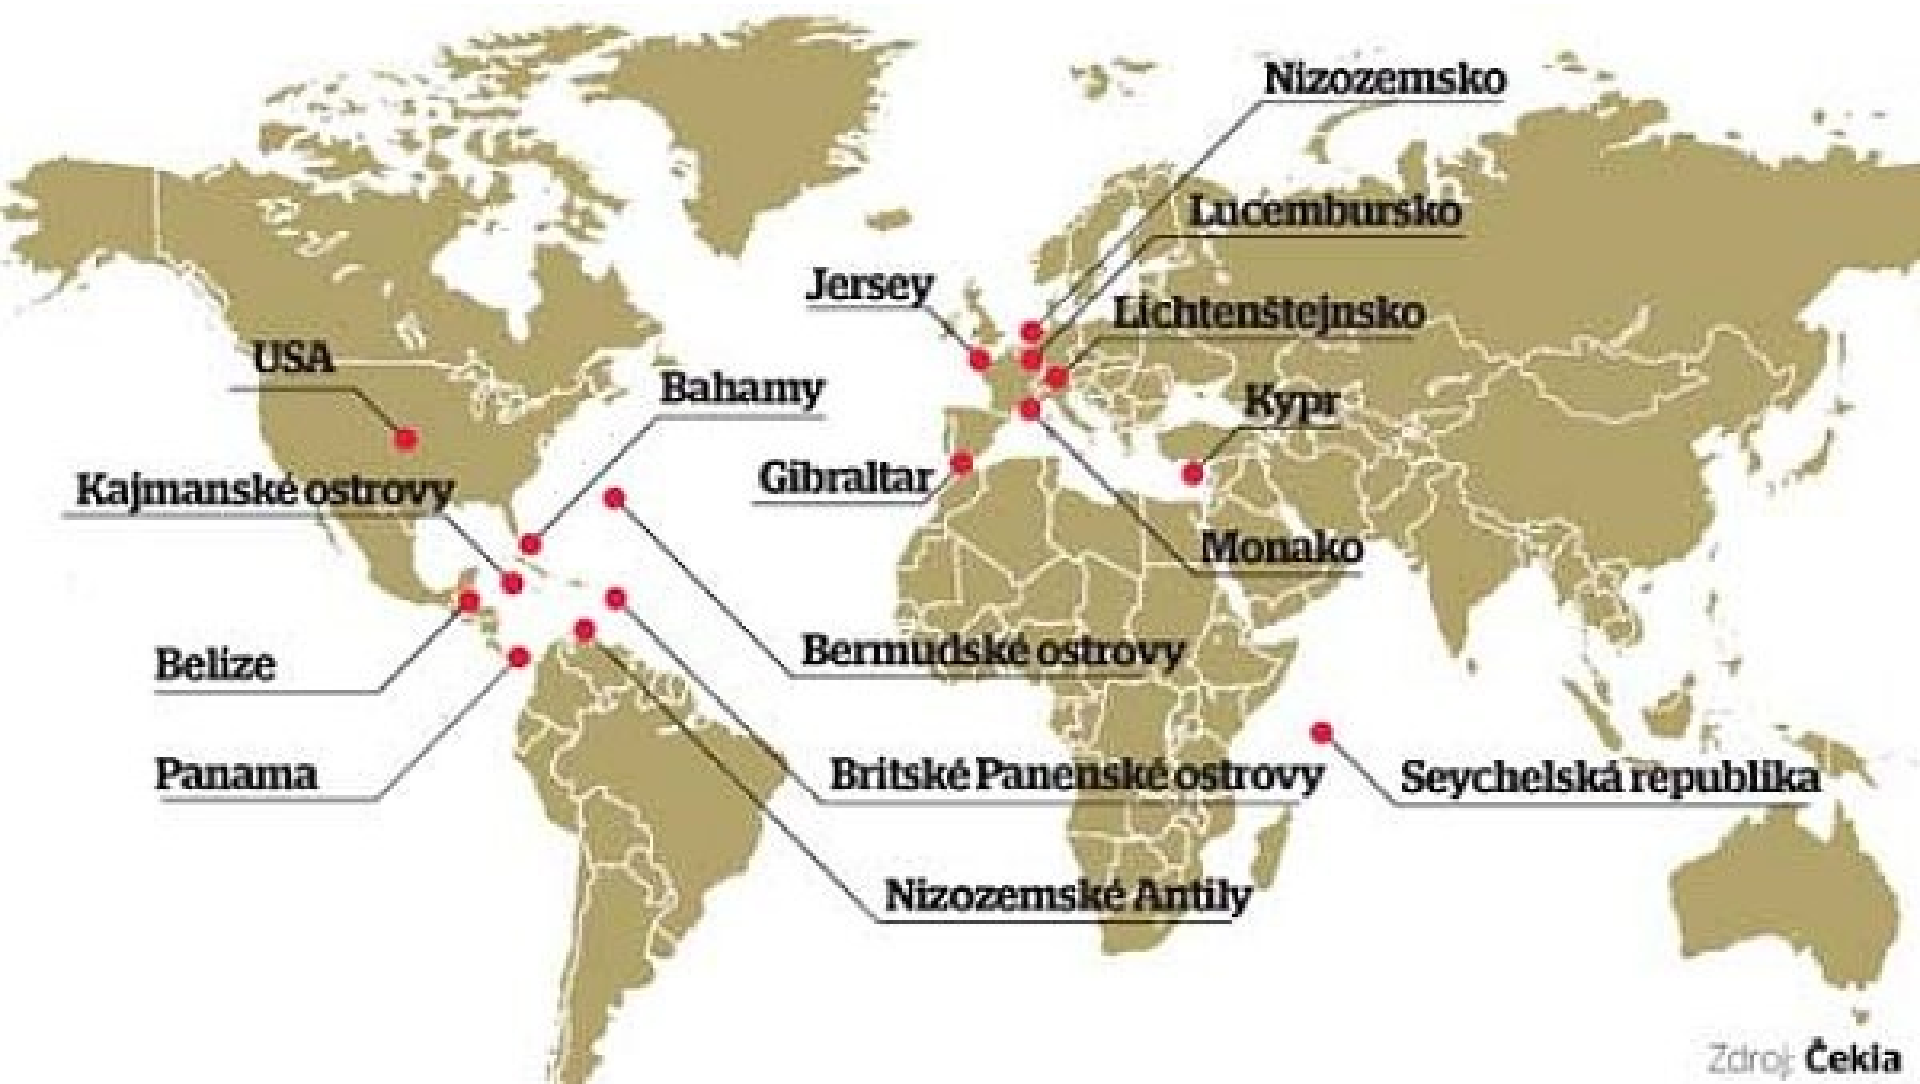 Nizozemsko
Lucembursko
Jersey
Lichtenštejnsko
USA
Bahamy
Kypr
Kajmanské ostrovy
Gibraltar
Monako
Belize
Bermudské ostrovy
Panama
Britské Panenské ostrovy
Seychelská republika
Nizozemské Antily
Zdroj: Čekia